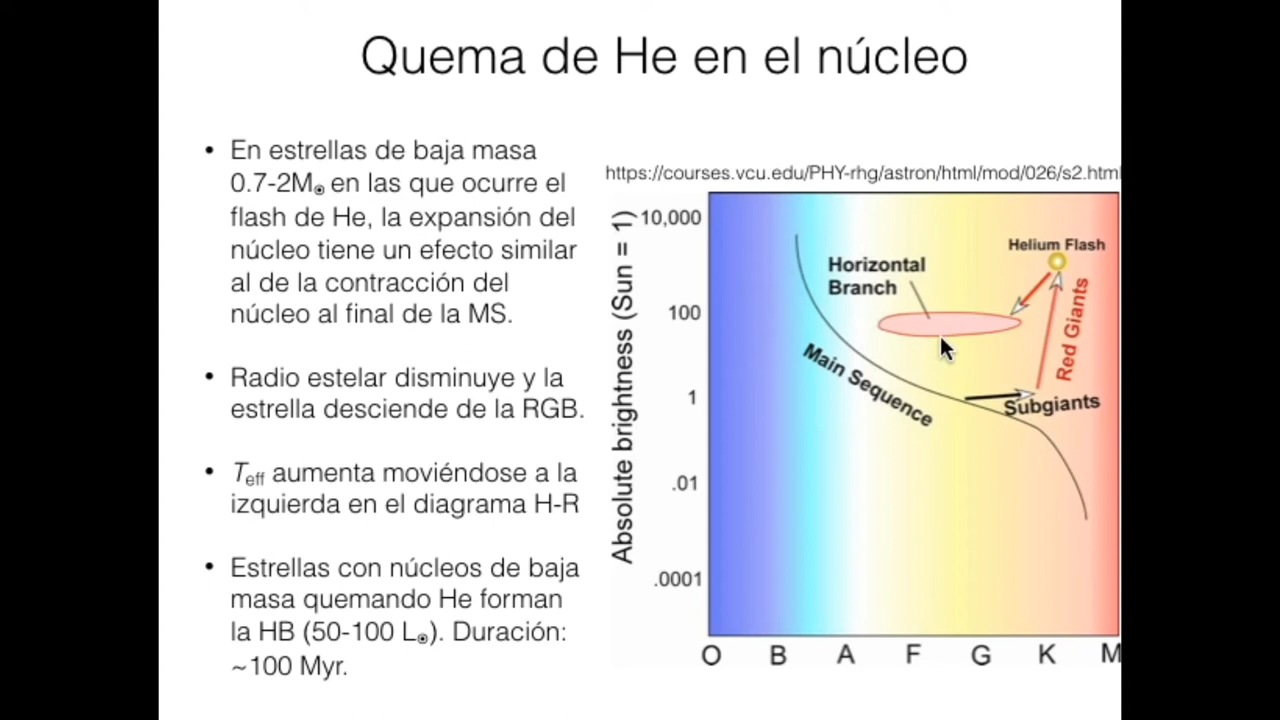 Quema de He en el núcleo
• En estrellas de baja masa
0.7-2M⊙ en las que ocurre el
flash de He, la expansión del
núcleo tiene un efecto similar
al de la contracción del
núcleo al final de la MS.
• Radio estelar disminuye y la
estrella desciende de la RGB.
• Teff aumenta moviéndose a la
izquierda en el diagrama H-R
• Estrellas con núcleos de baja
masa quemando He forman
la HB (50-100 L⊙). Duración:
~100 Myr.
https://courses.vcu.edu/PHY-rhg/astron/html/mod/026/s2.html
Absolute brightness (Sun = 1)
10,000
100
1
.01
.0001
Helium Flash
Horizontal
Branch
Red Giants
Main Sequence
Subgiants
O B A F G K M